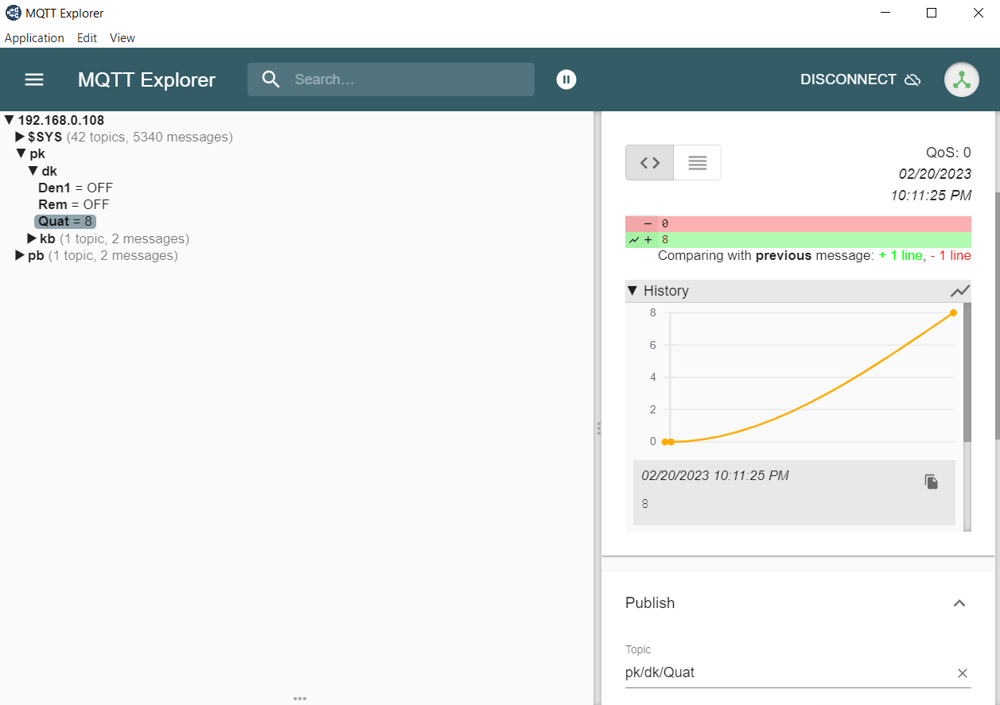 MQTT Explorer
Application Edit View
MQTT Explorer
Search...
DISCONNECT
192.168.0.108
$SYS (42 topics, 5340 messages)
pk
dk
Den1 = OFF
Rem = OFF
Quat = 8
kb (1 topic, 2 messages)
pb (1 topic, 2 messages)
QoS: 0
02/20/2023
10:11:25 PM
- 0
+ 8
Comparing with previous message: + 1 line, - 1 line
History
8
6
4
2
0
02/20/2023 10:11:25 PM
8
Publish
Topic
pk/dk/Quat